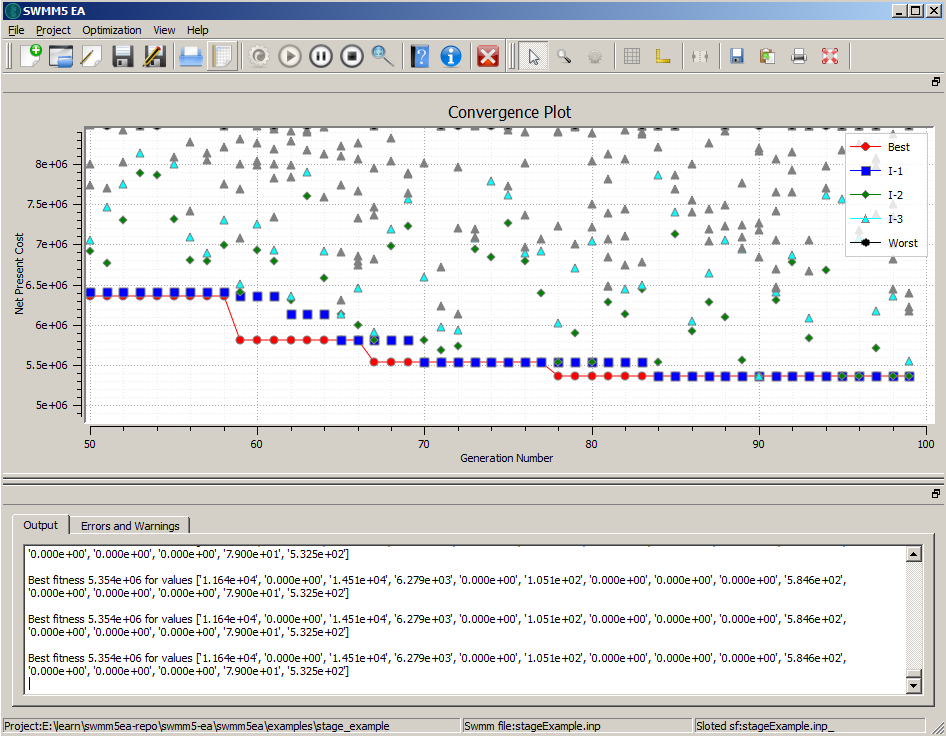 SWMM5 EA
File Project Optimization View Help
Convergence Plot
Net Present Cost
8e+06
7.5e+06
7e+06
6.5e+06
6e+06
5.5e+06
5e+06
50 60 70 80 90 100
Generation Number
Best
I-1
I-2
I-3
Worst
Output Errors and Warnings
'0.000e+00', '0.000e+00', '0.000e+00', '7.900e+01', '5.325e+02']
Best fitness 5.354e+06 for values ['1.164e+04', '0.000e+00', '1.451e+04', '6.279e+03', '0.000e+00', '1.051e+02', '0.000e+00', '0.000e+00', '0.000e+00', '5.846e+02',
'0.000e+00', '0.000e+00', '0.000e+00', '7.900e+01', '5.325e+02']
Best fitness 5.354e+06 for values ['1.164e+04', '0.000e+00', '1.451e+04', '6.279e+03', '0.000e+00', '1.051e+02', '0.000e+00', '0.000e+00', '0.000e+00', '5.846e+02',
'0.000e+00', '0.000e+00', '0.000e+00', '7.900e+01', '5.325e+02']
Best fitness 5.354e+06 for values ['1.164e+04', '0.000e+00', '1.451e+04', '6.279e+03', '0.000e+00', '1.051e+02', '0.000e+00', '0.000e+00', '0.000e+00', '5.846e+02',
'0.000e+00', '0.000e+00', '0.000e+00', '7.900e+01', '5.325e+02']
Project:E:\learn\swmm5ea-repo\swmm5-ea\swmm5ea\examples\stage_example Swmm file:stageExample.inp Sloted sf:stageExample.inp_